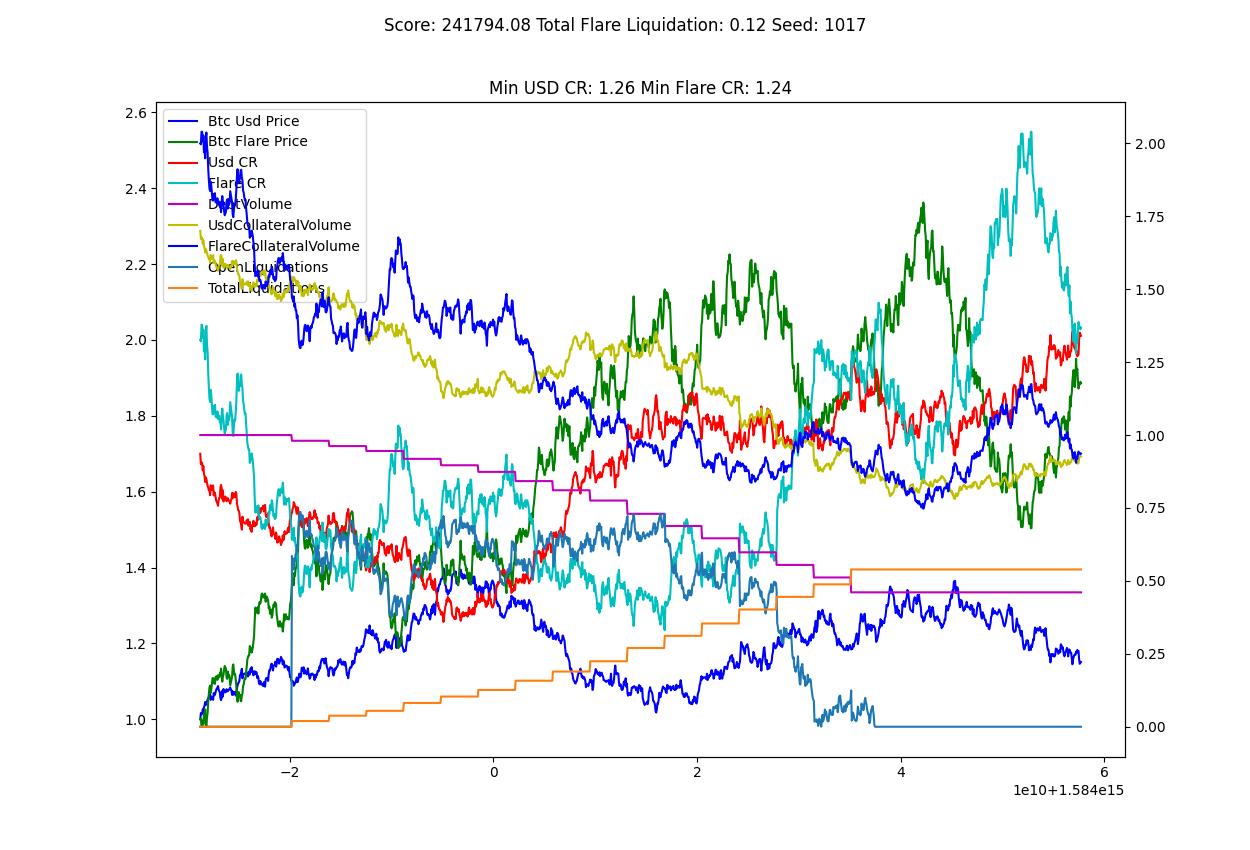 Score: 241794.08 Total Flare Liquidation: 0.12 Seed: 1017
Min USD CR: 1.26 Min Flare CR: 1.24
Btc Usd Price
Btc Flare Price
Usd CR
Flare CR
DebtVolume
UsdCollateralVolume
FlareCollateralVolume
OpenLiquidations
TotalLiquidations
2.6
2.4
2.2
2.0
1.8
1.6
1.4
1.2
1.0
2.00
1.75
1.50
1.25
1.00
0.75
0.50
0.25
0.00
−2
0
2
4
6
1e10+1.584e15